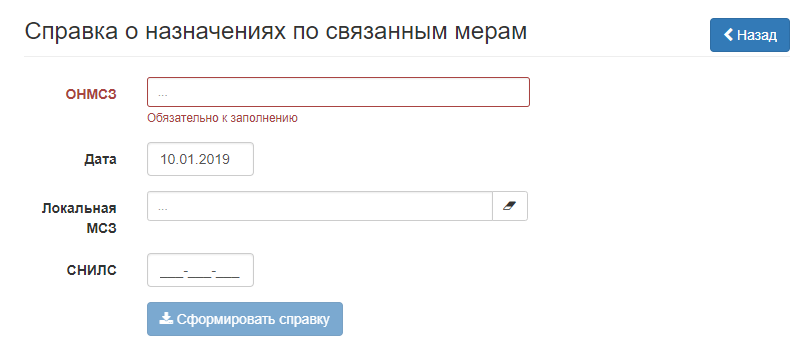 Справка о назначениях по связанным мерам
Назад
ОНМСЗ
...
Обязательно к заполнению
Дата
10.01.2019
Локальная
МСЗ
...
СНИЛС
___-___-___
Сформировать справку